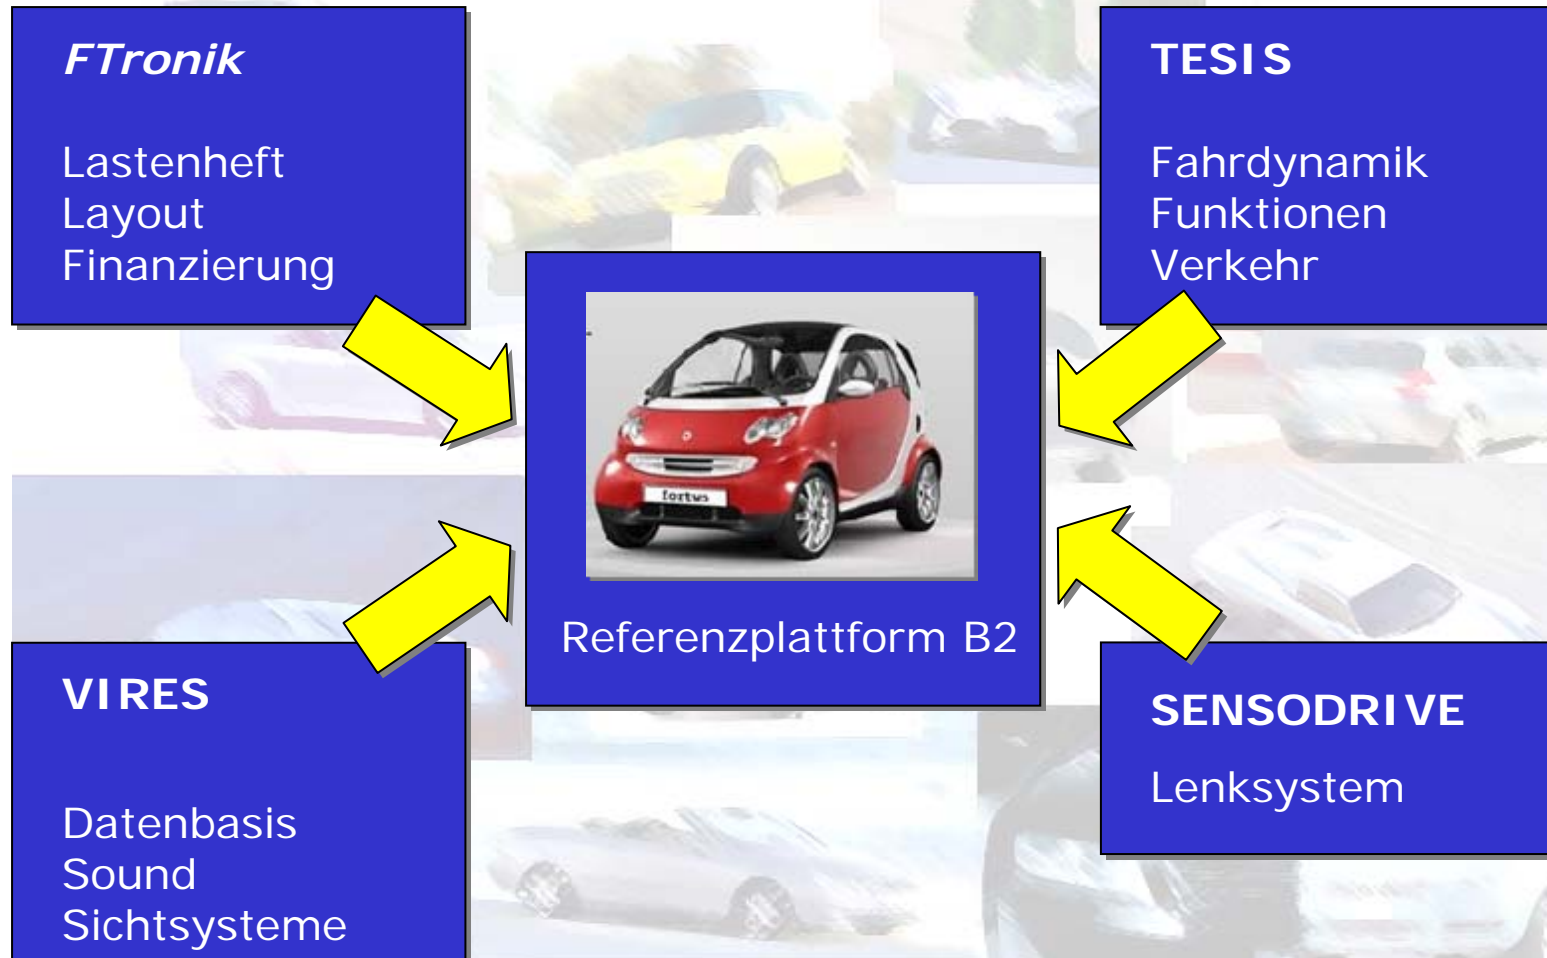 FTronik
Lastenheft
Layout
Finanzierung
TESIS
Fahrdynamik
Funktionen
Verkehr
fortwo
Referenzplattform B2
VIRES
Datenbasis
Sound
Sichtsysteme
SENSODRIVE
Lenksystem